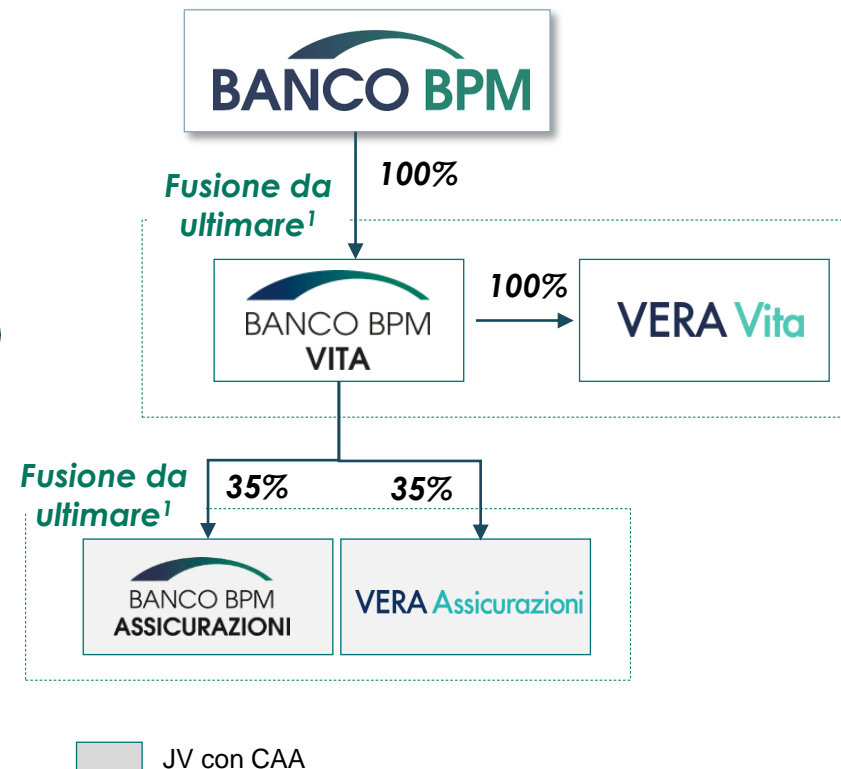 BANCO BPM
100%
Fusione da
ultimare¹
BANCO BPM
VITA
100%
VERA Vita
Fusione da
ultimare¹
35%
35%
BANCO BPM
ASSICURAZIONI
VERA Assicurazioni
JV con CAA